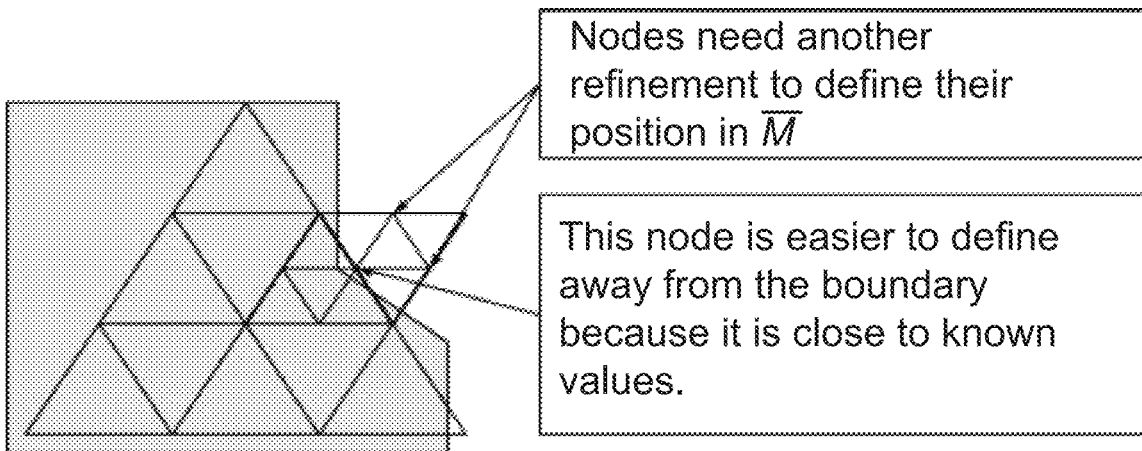 Nodes need another
refinement to define their
position in M̅
This node is easier to define
away from the boundary
because it is close to known
values.